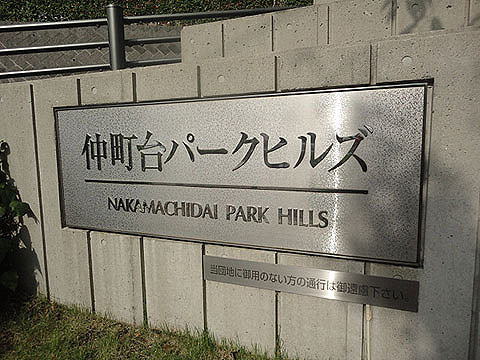 仲町台パークヒルズ
NAKAMACHIDAI PARK HILLS
当団地に御用のない方の通行は御遠慮下さい。